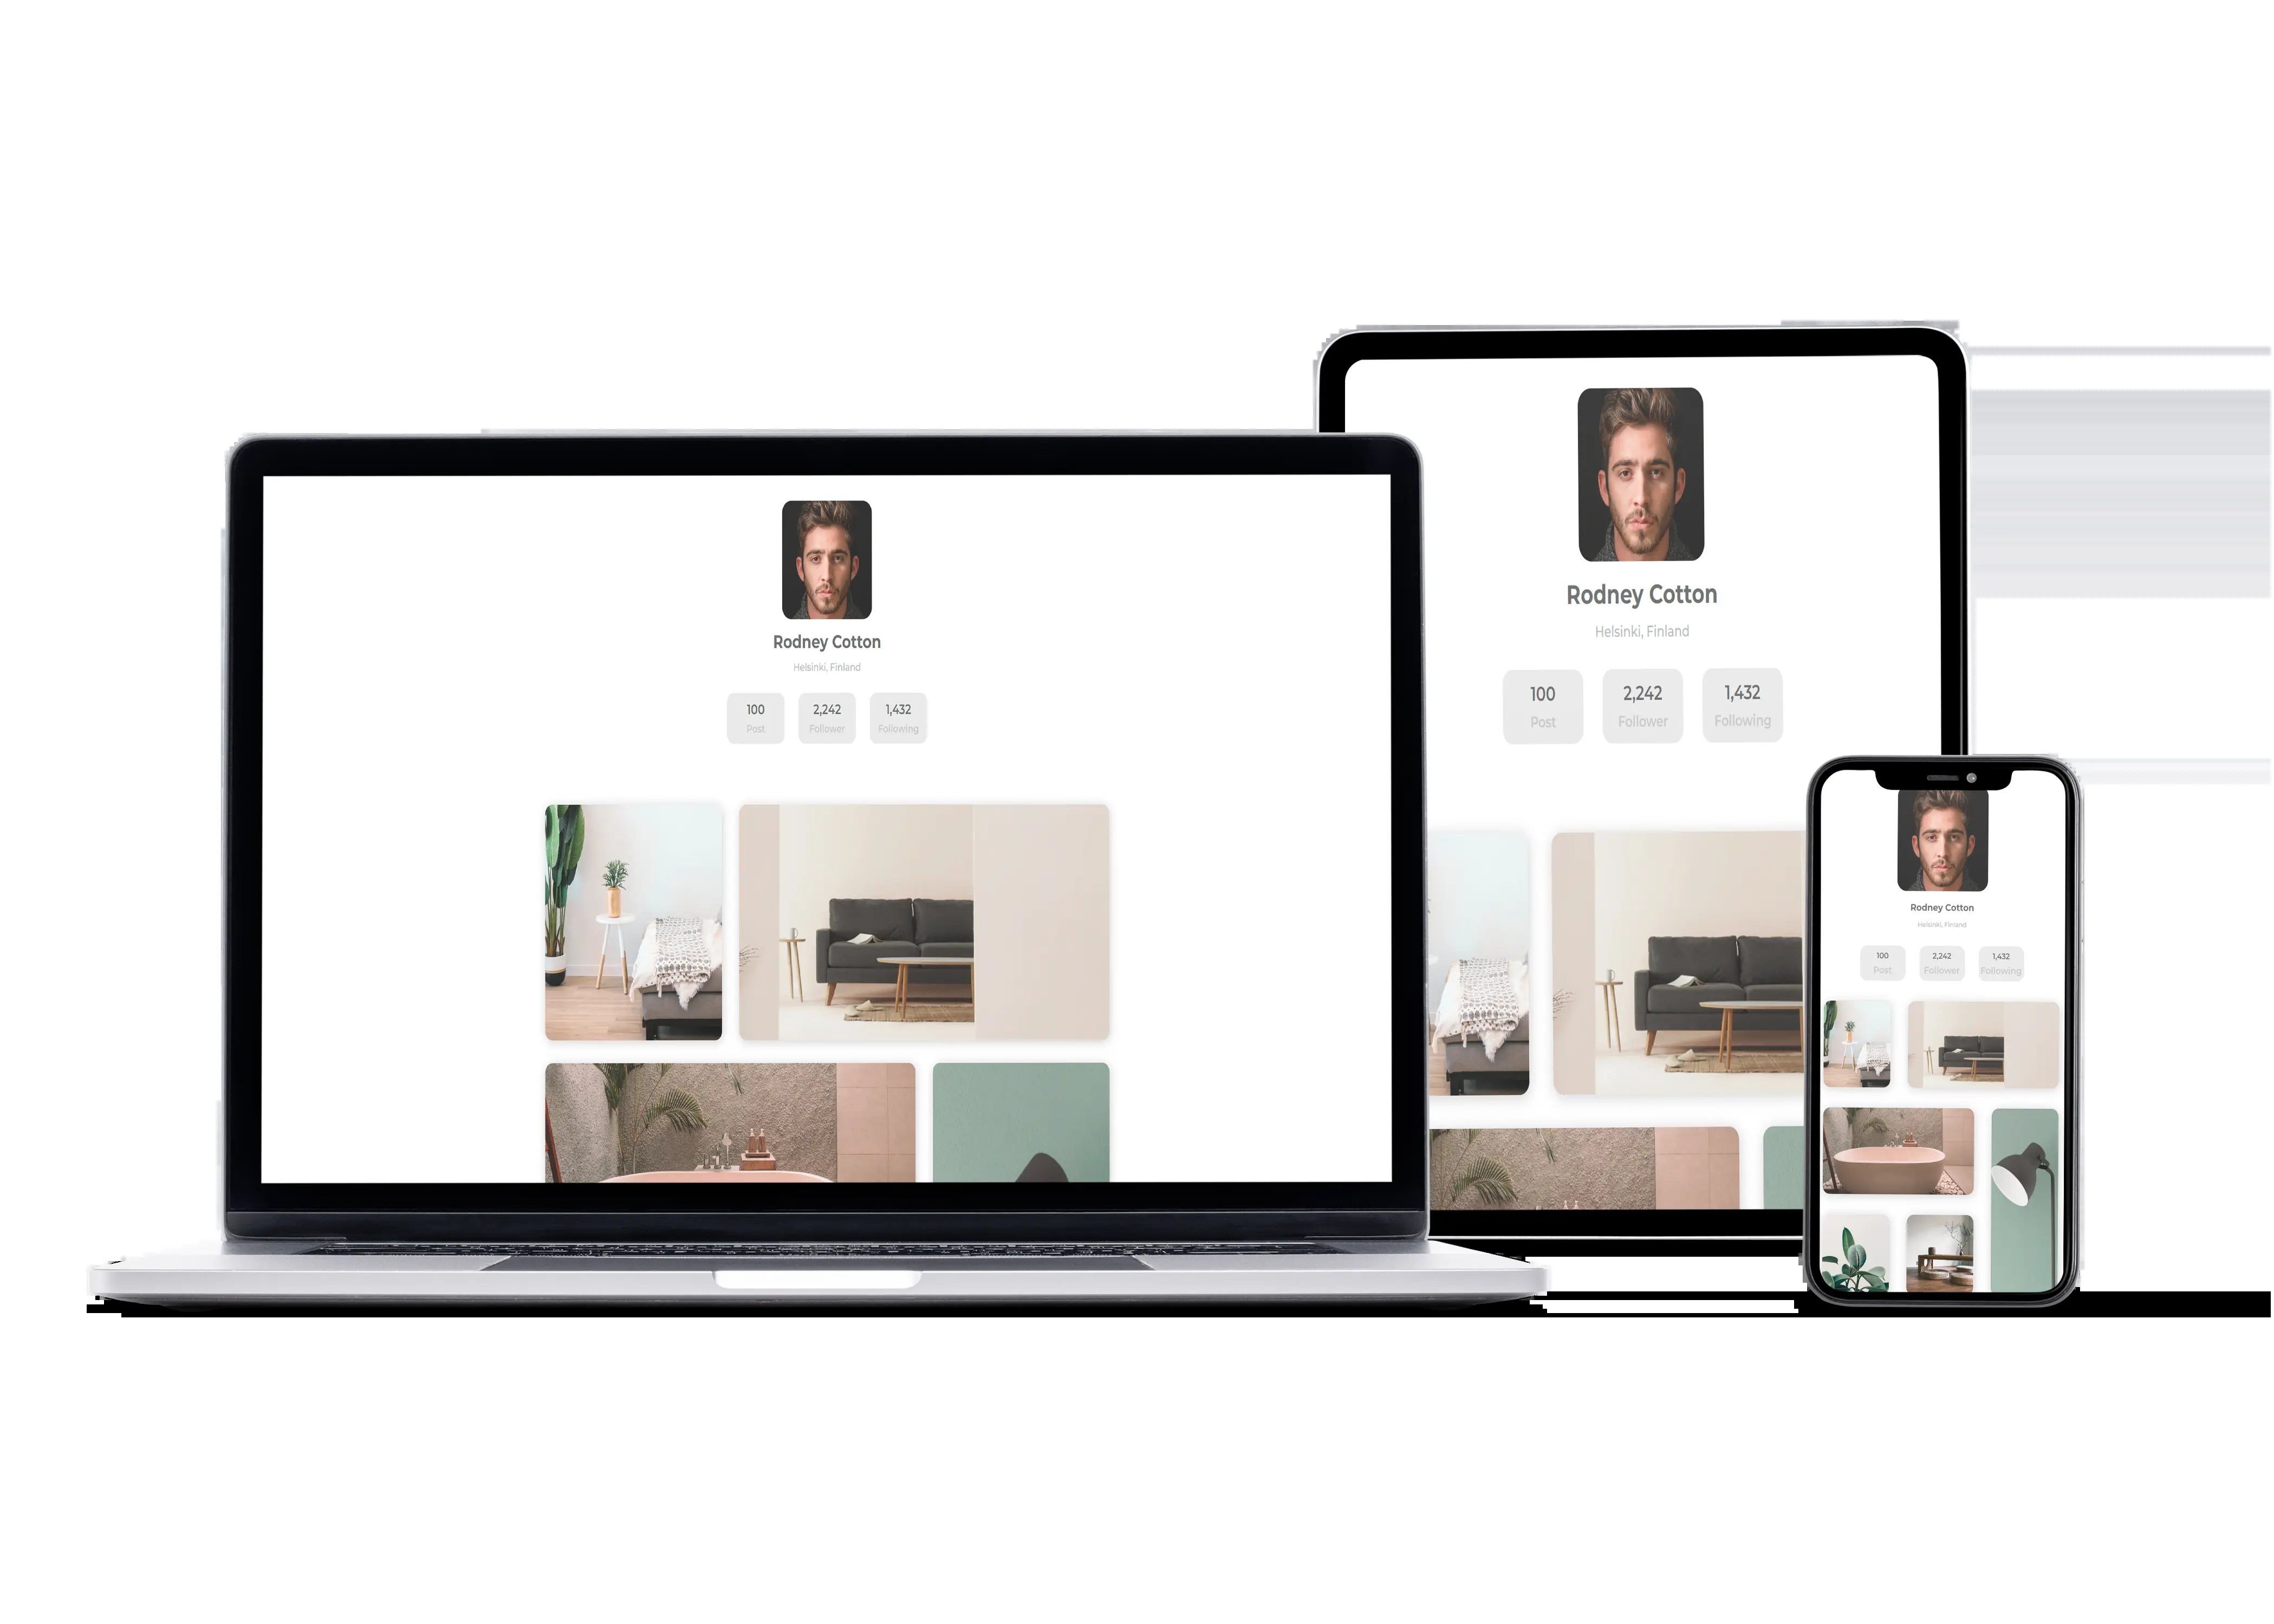 Rodney Cotton
Helsinki, Finland
100 2,242 1,432
Post Follower Following
Rodney Cotton
Helsinki, Finland
100 2,242 1,432
Post Follower Following
Rodney Cotton
Helsinki, Finland
100 2,242 1,432
Post Follower Following